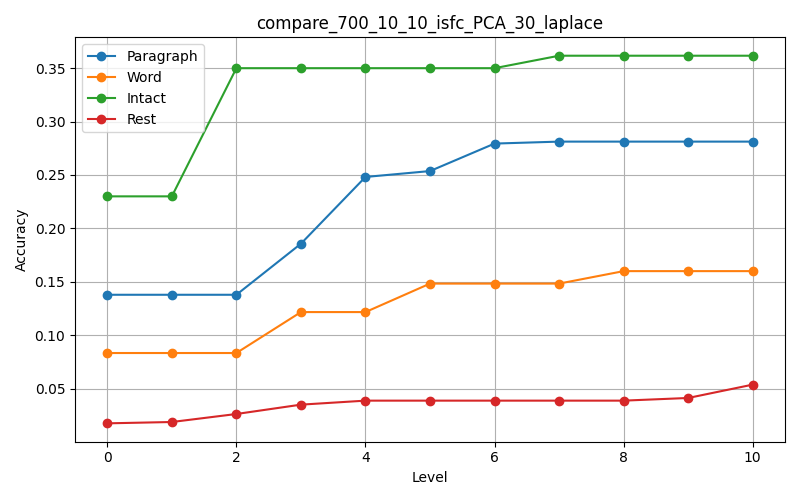 compare_700_10_10_isfc_PCA_30_laplace
Paragraph
Word
Intact
Rest
Accuracy
0.35
0.30
0.25
0.20
0.15
0.10
0.05
0 2 4 6 8 10
Level